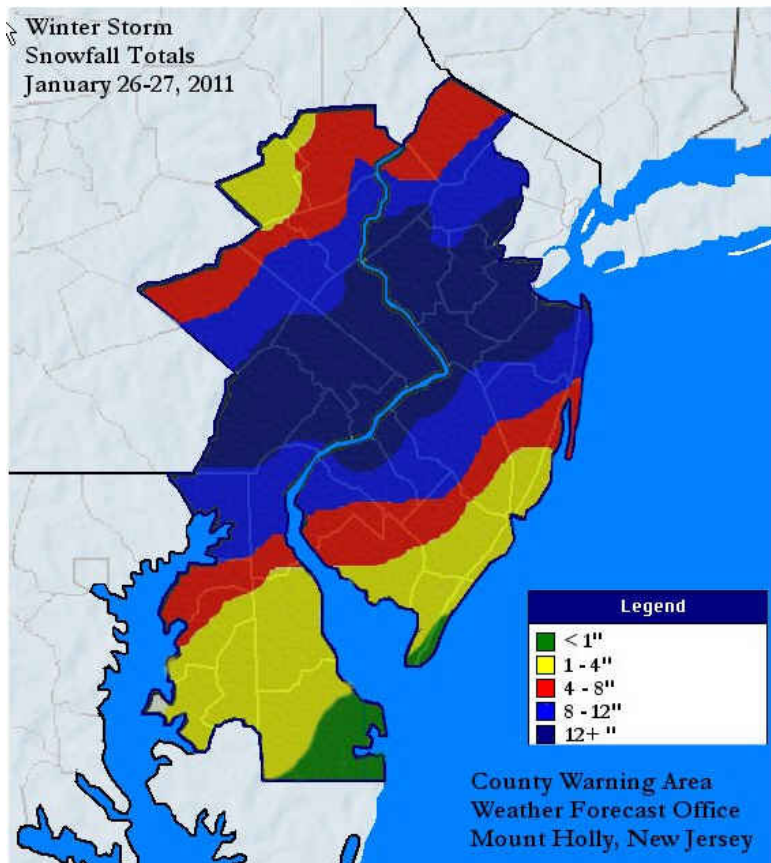 Winter Storm
Snowfall Totals
January 26-27, 2011
Legend
< 1"
1 - 4"
4 - 8"
8 - 12"
12+ "
County Warning Area
Weather Forecast Office
Mount Holly, New Jersey